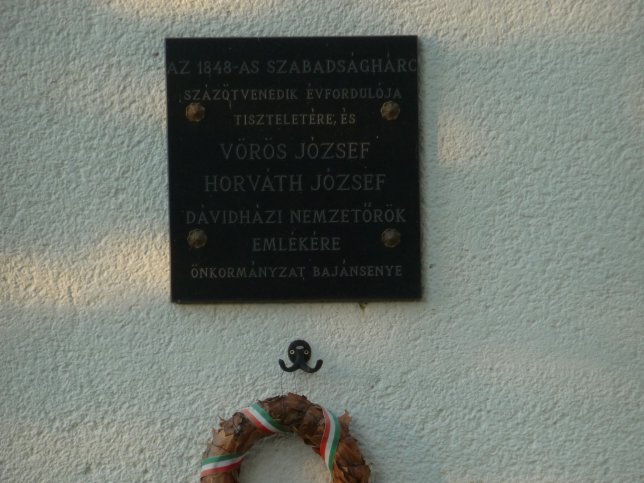 AZ 1848-AS SZABADSÁGHARC
SZÁZÖTVENEDIK ÉVFORDULÓJA
TISZTELETÉRE, ÉS
VÖRÖS JÓZSEF
HORVÁTH JÓZSEF
DÁVIDHÁZI NEMZETŐRÖK
EMLÉKÉRE
ÖNKORMÁNYZAT BAJÁNSENYE